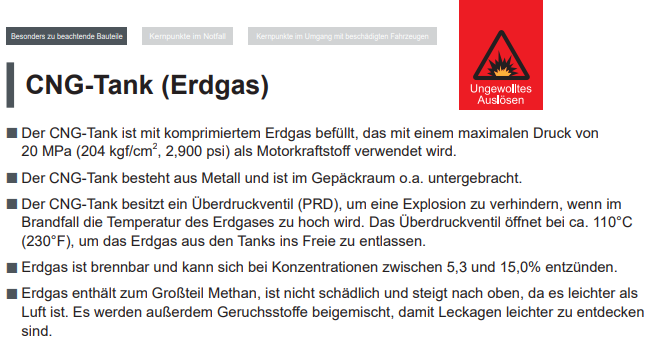 Besonders zu beachtende Bauteile
Kernpunkte im Notfall
Kernpunkte im Umgang mit beschädigten Fahrzeugen
Ungewolltes
Auslösen
CNG-Tank (Erdgas)
Der CNG-Tank ist mit komprimiertem Erdgas befüllt, das mit einem maximalen Druck von
20 MPa (204 kgf/cm², 2,900 psi) als Motorkraftstoff verwendet wird.
Der CNG-Tank besteht aus Metall und ist im Gepäckraum o.a. untergebracht.
Der CNG-Tank besitzt ein Überdruckventil (PRD), um eine Explosion zu verhindern, wenn im
Brandfall die Temperatur des Erdgases zu hoch wird. Das Überdruckventil öffnet bei ca. 110°C
(230°F), um das Erdgas aus den Tanks ins Freie zu entlassen.
Erdgas ist brennbar und kann sich bei Konzentrationen zwischen 5,3 und 15,0% entzünden.
Erdgas enthält zum Großteil Methan, ist nicht schädlich und steigt nach oben, da es leichter als
Luft ist. Es werden außerdem Geruchsstoffe beigemischt, damit Leckagen leichter zu entdecken
sind.